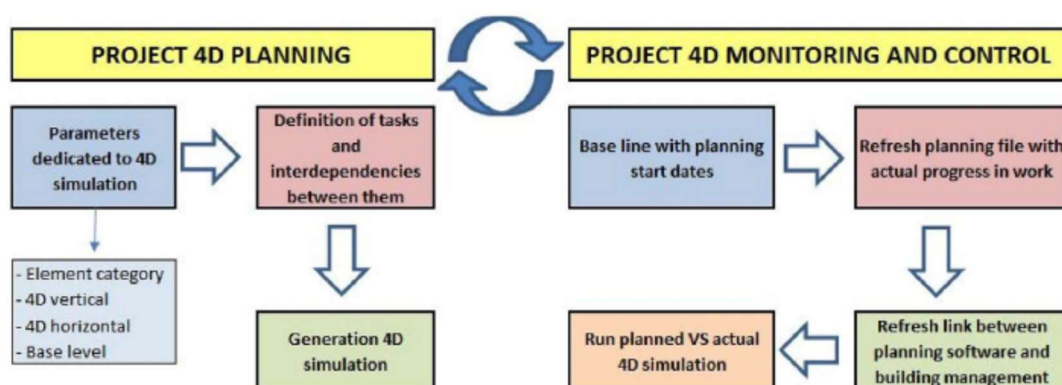 PROJECT 4D PLANNING
Parameters
dedicated to 4D
simulation
Definition of tasks
and
interdependencies
between them
- Element category
- 4D vertical
- 4D horizontal
- Base level
Generation 4D
simulation
PROJECT 4D MONITORING AND CONTROL
Base line with planning
start dates
Refresh planning file with
actual progress in work
Refresh link between
planning software and
building management
Run planned VS actual
4D simulation